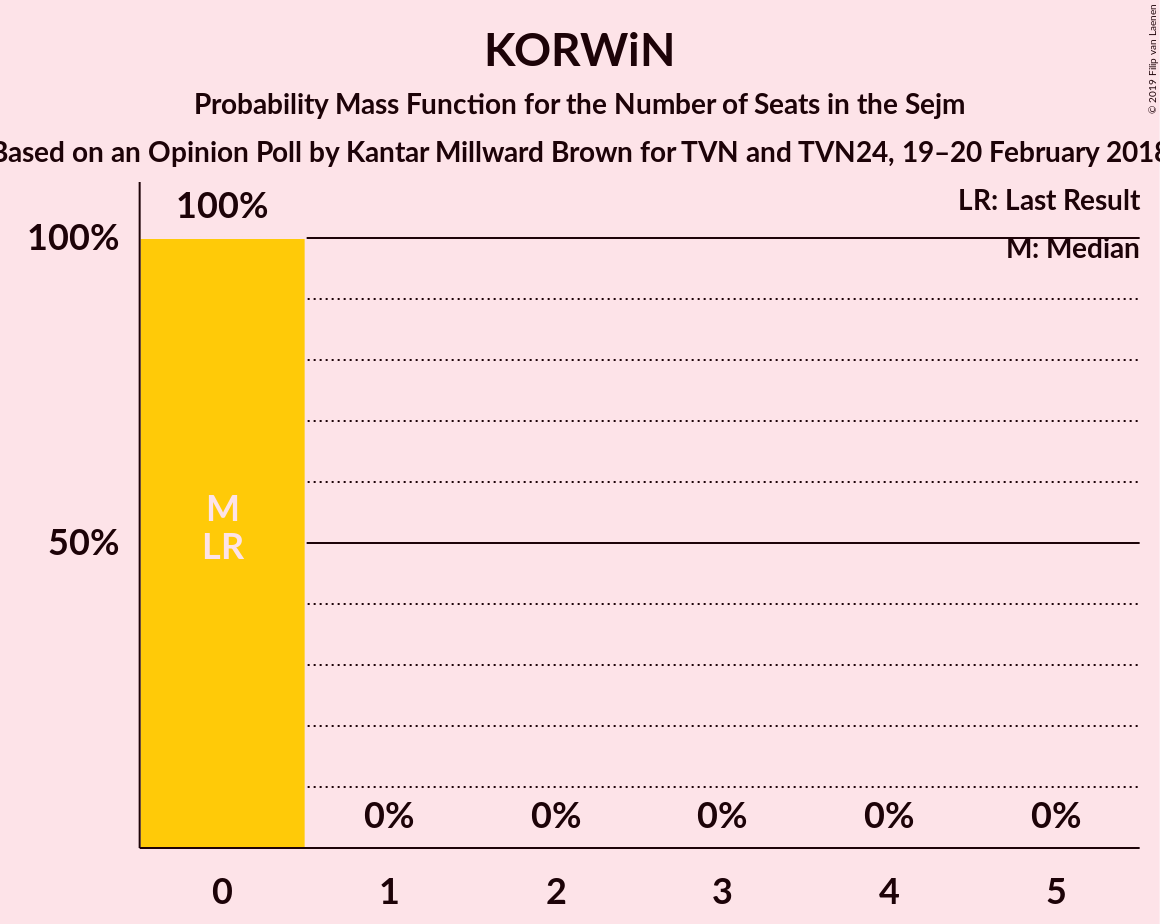 KORWiN
Probability Mass Function for the Number of Seats in the Sejm
Based on an Opinion Poll by Kantar Millward Brown for TVN and TVN24, 19–20 February 2018
© 2019 Filip van Laenen
LR: Last Result
M: Median
100%
100%
50%
M
LR
0% 0% 0% 0% 0%
0 1 2 3 4 5